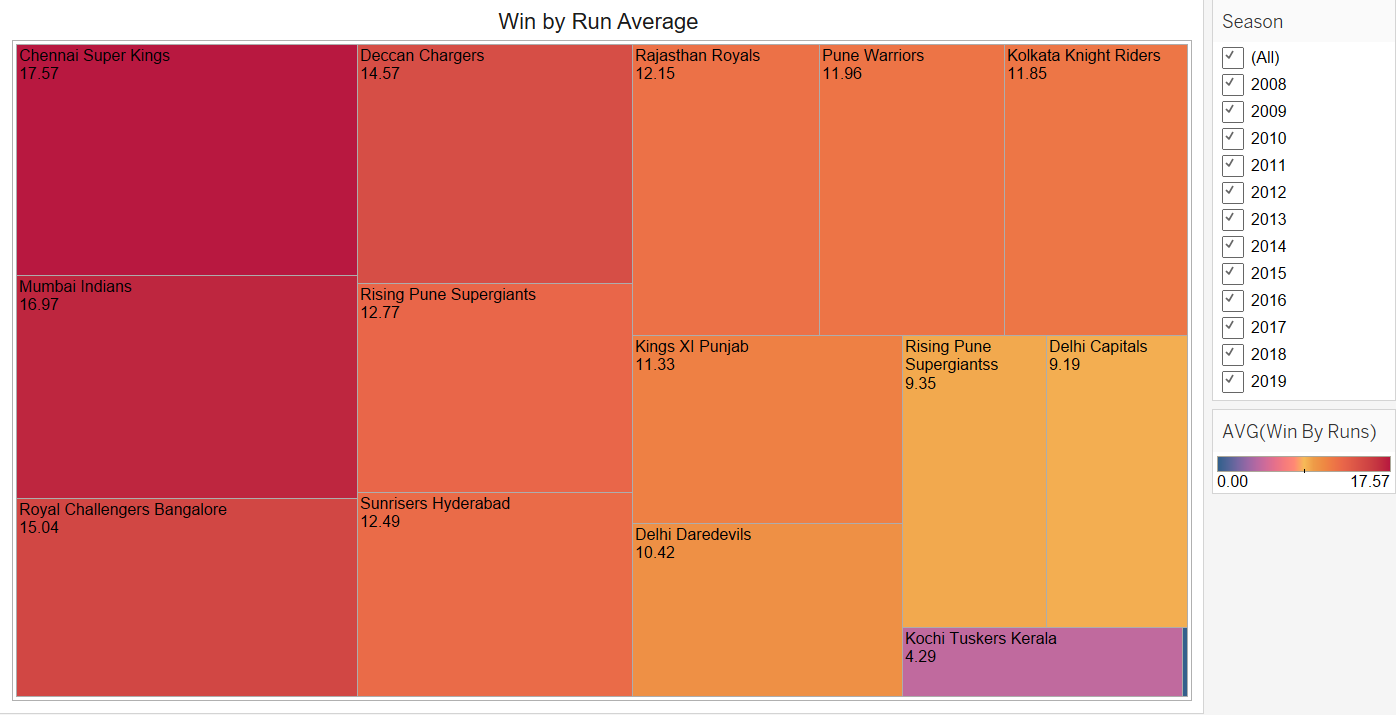 Win by Run Average
Chennai Super Kings
17.57
Mumbai Indians
16.97
Royal Challengers Bangalore
15.04
Deccan Chargers
14.57
Rising Pune Supergiants
12.77
Sunrisers Hyderabad
12.49
Rajasthan Royals
12.15
Pune Warriors
11.96
Kolkata Knight Riders
11.85
Kings XI Punjab
11.33
Delhi Daredevils
10.42
Rising Pune
Supergiantss
9.35
Delhi Capitals
9.19
Kochi Tuskers Kerala
4.29
Season
(All)
2008
2009
2010
2011
2012
2013
2014
2015
2016
2017
2018
2019
AVG(Win By Runs)
0.00 17.57